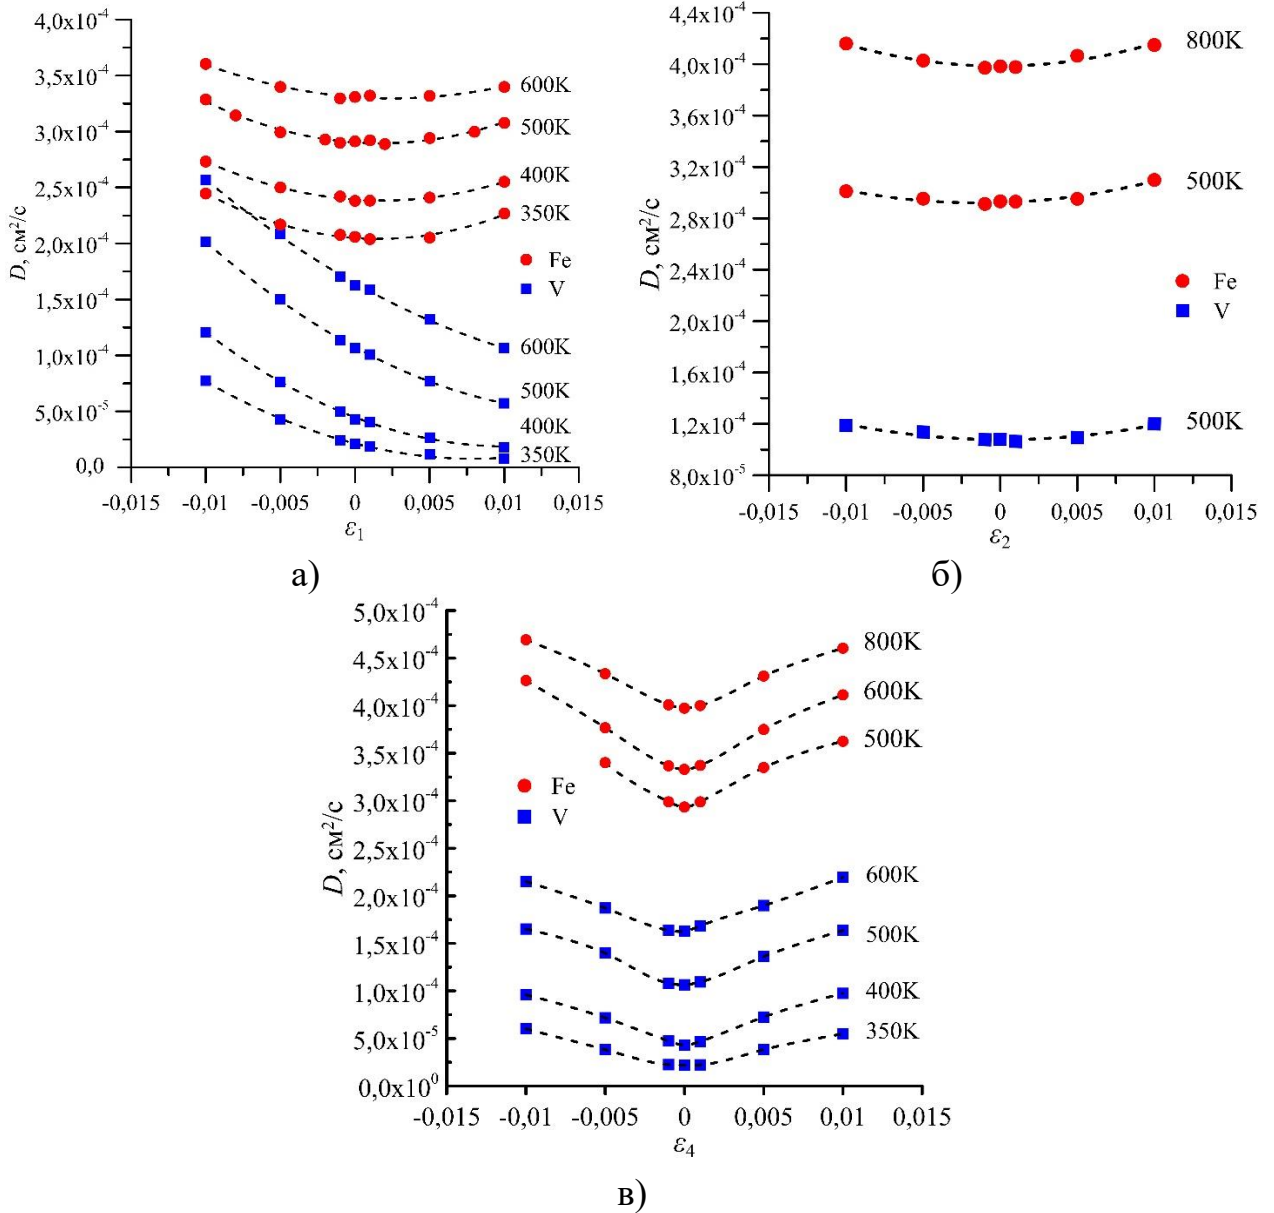 4,0x10⁻⁴
3,5x10⁻⁴
3,0x10⁻⁴
2,5x10⁻⁴
2,0x10⁻⁴
1,5x10⁻⁴
1,0x10⁻⁴
5,0x10⁻⁵
0,0
D, см²/с
600K
500K
400K
350K
Fe
V
600K
500K
400K
350K
-0,015 -0,01 -0,005 0 0,005 0,01 0,015
ε₁
а)
4,4x10⁻⁴
4,0x10⁻⁴
3,6x10⁻⁴
3,2x10⁻⁴
2,8x10⁻⁴
2,4x10⁻⁴
2,0x10⁻⁴
1,6x10⁻⁴
1,2x10⁻⁴
8,0x10⁻⁵
D, см²/с
800K
500K
Fe
V
500K
-0,015 -0,01 -0,005 0 0,005 0,01 0,015
ε₂
б)
5,0x10⁻⁴
4,5x10⁻⁴
4,0x10⁻⁴
3,5x10⁻⁴
3,0x10⁻⁴
2,5x10⁻⁴
2,0x10⁻⁴
1,5x10⁻⁴
1,0x10⁻⁴
5,0x10⁻⁵
0,0x10⁰
D, см²/с
800K
600K
500K
Fe
V
600K
500K
400K
350K
-0,015 -0,01 -0,005 0 0,005 0,01 0,015
ε₄
в)